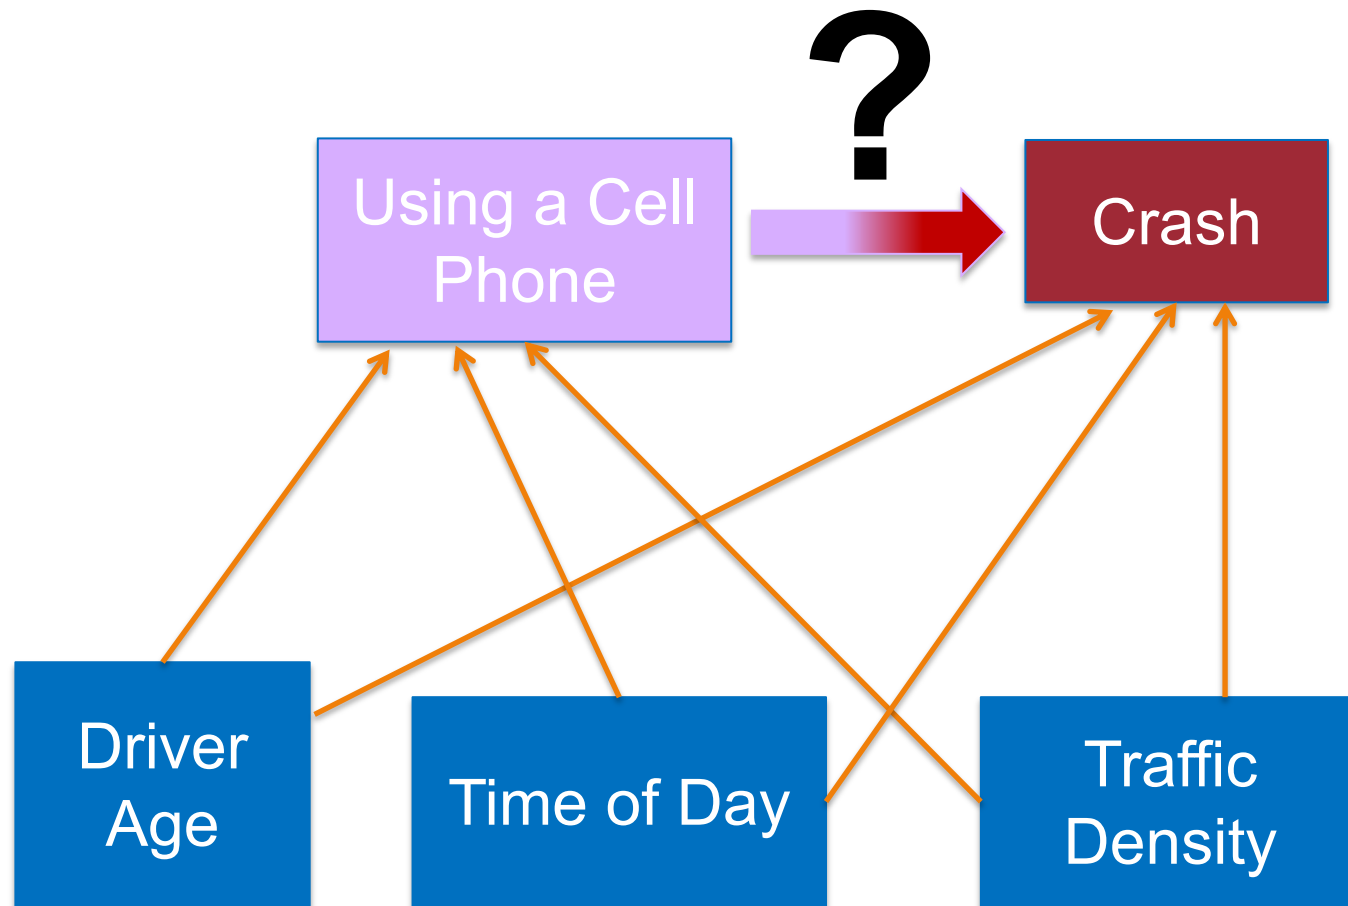 ?
Using a Cell
Phone
Crash
Driver
Age
Time of Day
Traffic
Density